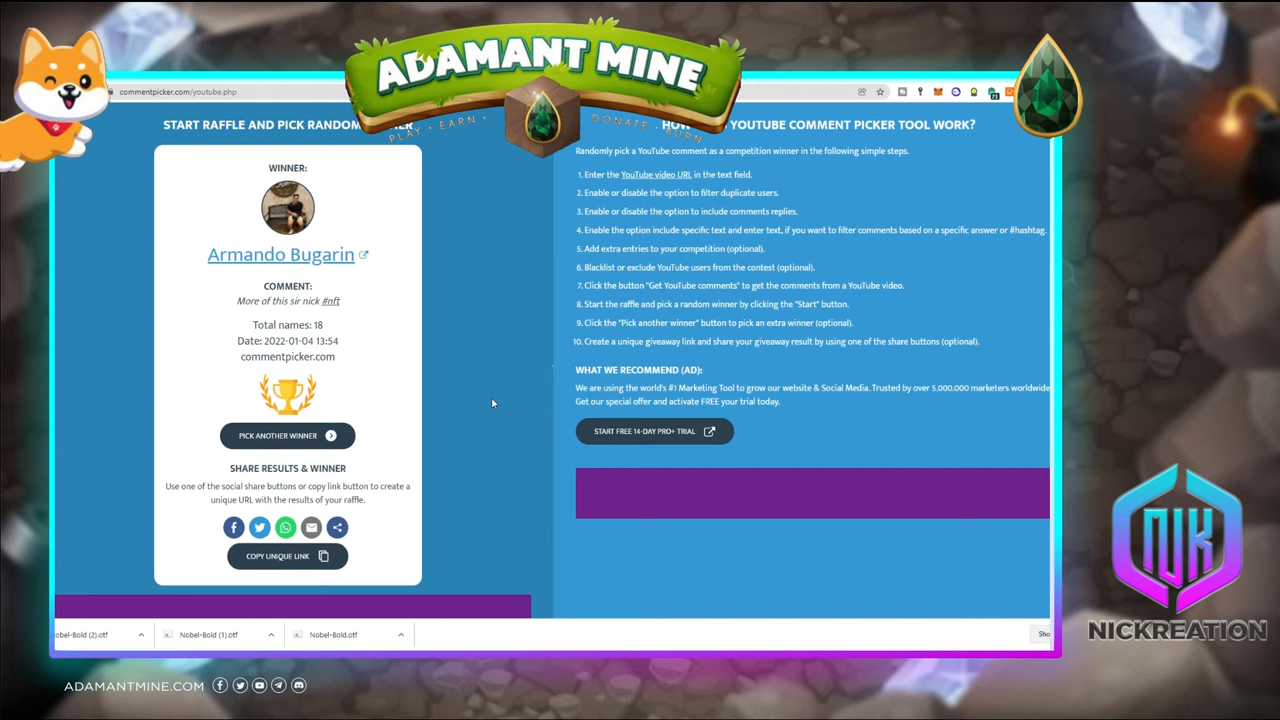 ADAMANT MINE
PLAY • EARN •
DONATE • BURN
commentpicker.com/youtube.php
START RAFFLE AND PICK RANDOM
WINNER:
Armando Bugarin
COMMENT:
More of this sir nick #nft
Total names: 18
Date: 2022-01-04 13:54
commentpicker.com
PICK ANOTHER WINNER
SHARE RESULTS & WINNER
Use one of the social share buttons or copy link button to create a
unique URL with the results of your raffle.
COPY UNIQUE LINK
YOUTUBE COMMENT PICKER TOOL WORK?
Randomly pick a YouTube comment as a competition winner in the following simple steps.
1. Enter the YouTube video URL in the text field.
2. Enable or disable the option to filter duplicate users.
3. Enable or disable the option to include comments replies.
4. Enable the option include specific text and enter text, if you want to filter comments based on a specific answer or #hashtag.
5. Add extra entries to your competition (optional).
6. Blacklist or exclude YouTube users from the contest (optional).
7. Click the button "Get YouTube comments" to get the comments from a YouTube video.
8. Start the raffle and pick a random winner by clicking the "Start" button.
9. Click the "Pick another winner" button to pick an extra winner (optional).
10. Create a unique giveaway link and share your giveaway result by using one of the share buttons (optional).
WHAT WE RECOMMEND (AD):
We are using the world's #1 Marketing Tool to grow our website & Social Media. Trusted by over 5.000,000 marketers worldwide
Get our special offer and activate FREE your trial today.
START FREE 14-DAY PRO+ TRIAL
obel-Bold (2).otf
Nobel-Bold (1).otf
Nobel-Bold.otf
Sho
NICKREATION
ADAMANTMINE.COM